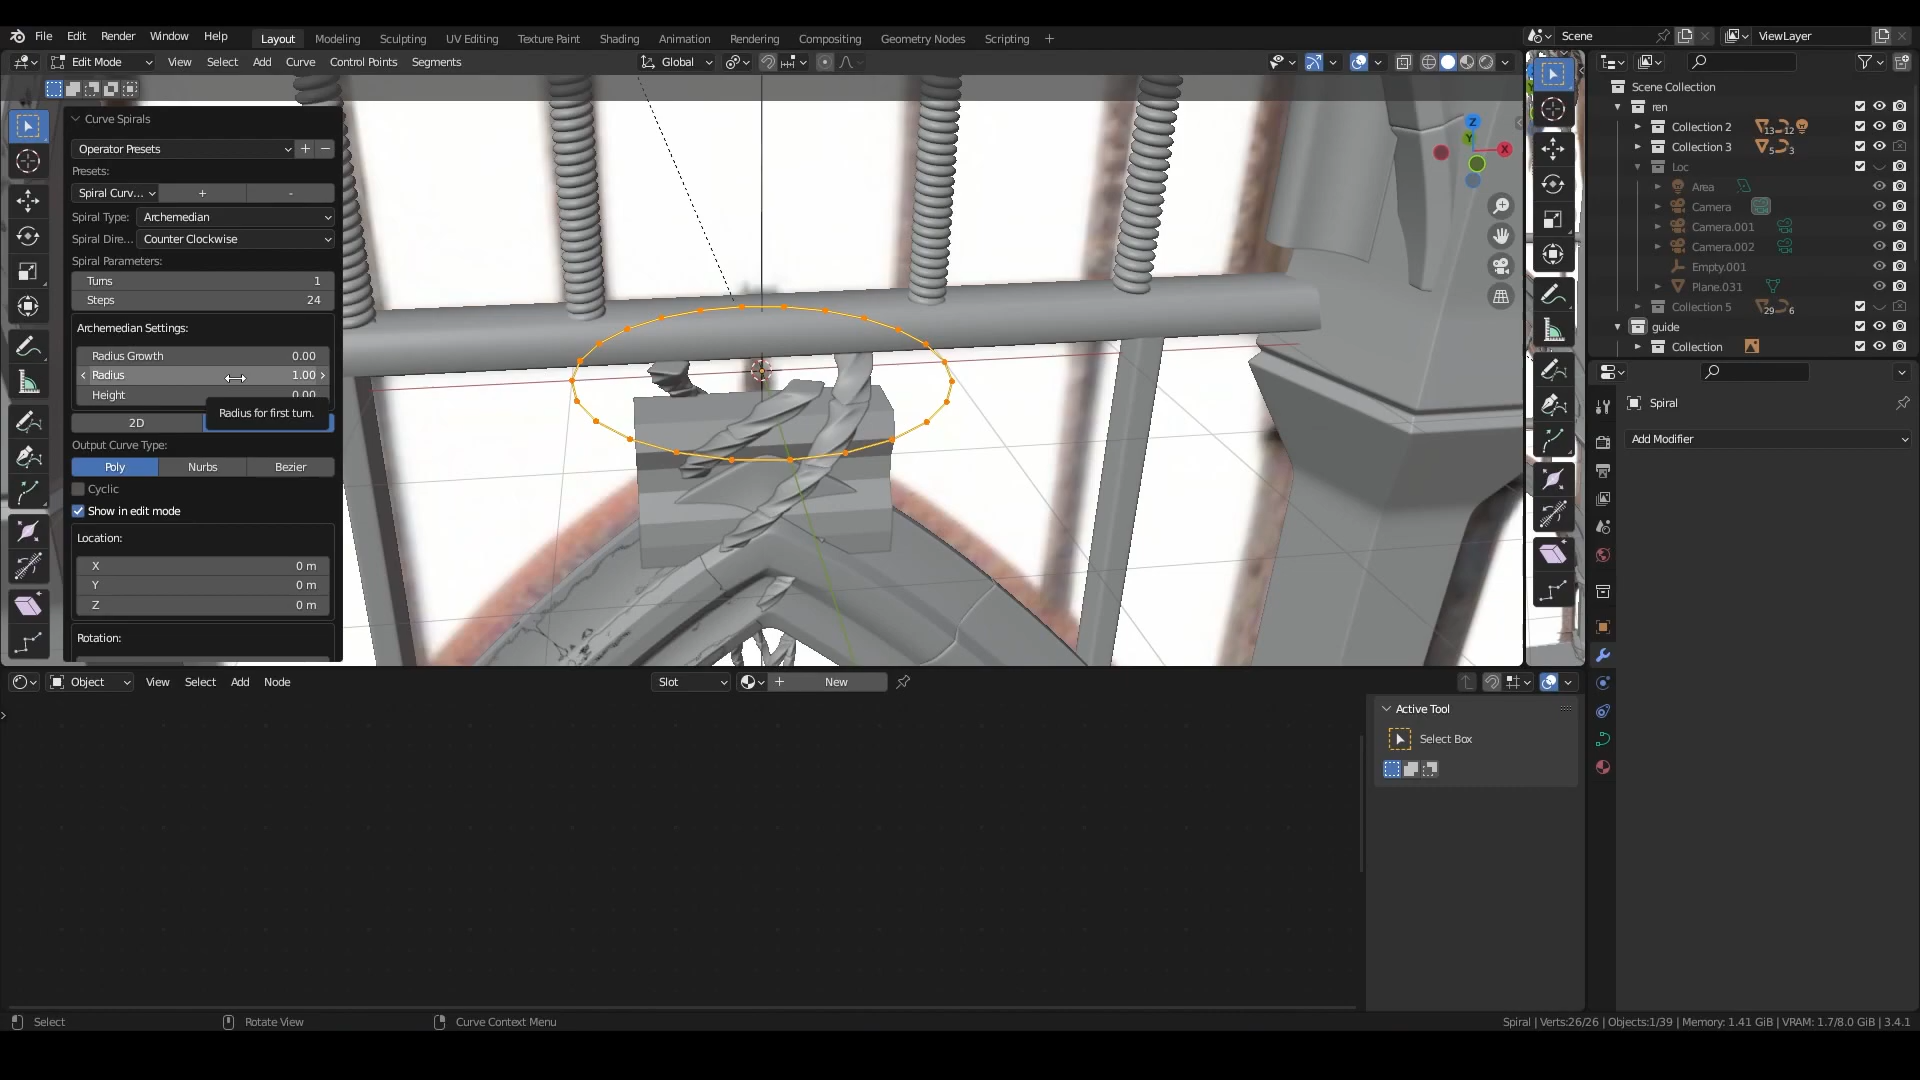 File Edit Render Window Help Layout Modeling Sculpting UV Editing Texture Paint Shading Animation Rendering Compositing Geometry Nodes Scripting + Scene ViewLayer
Edit Mode View Select Add Curve Control Points Segments Global
Scene Collection
ren
Collection 2 13 12
Collection 3 5 3
Loc
Area
Camera
Camera.001
Camera.002
Empty.001
Plane.031
Collection 5 29 6
guide
Collection
Curve Spirals
Operator Presets + −
Presets:
Spiral Curv... + -
Spiral Type: Archemedian
Spiral Dire... Counter Clockwise
Spiral Parameters:
Turns 1
Steps 24
Archemedian Settings:
Radius Growth 0.00
Radius 1.00
Height 0.00
Radius for first turn.
2D
Output Curve Type:
Poly Nurbs Bezier
Cyclic
Show in edit mode
Location:
X 0 m
Y 0 m
Z 0 m
Rotation:
Z
Y
X
Spiral
Add Modifier
Object View Select Add Node Slot New
Active Tool
Select Box
Select Rotate View Curve Context Menu Spiral | Verts:26/26 | Objects:1/39 | Memory: 1.41 GiB | VRAM: 1.7/8.0 GiB | 3.4.1